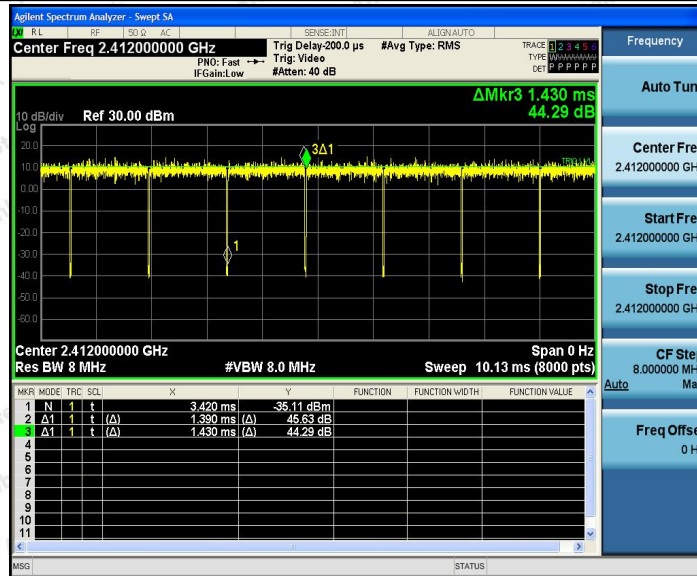 Agilent Spectrum Analyzer - Swept SA
LXI RL RF 50 Ω AC SENSE:INT ALIGNAUTO
Center Freq 2.412000000 GHz
PNO: Fast
IFGain:Low
Trig Delay-200.0 µs
Trig: Video
#Atten: 40 dB
#Avg Type: RMS
TRACE 1 2 3 4 5 6
TYPE
DET P P P P P P
ΔMkr3 1.430 ms
44.29 dB
10 dB/div Ref 30.00 dBm
Log
20.0
10.0
0.00
-10.0
-20.0
-30.0
-40.0
-50.0
-60.0
3Δ1
1
Center 2.412000000 GHz Span 0 Hz
Res BW 8 MHz #VBW 8.0 MHz Sweep 10.13 ms (8000 pts)
MKR MODE TRC SCL X Y FUNCTION FUNCTION WIDTH FUNCTION VALUE
1 N 1 t 3.420 ms -35.11 dBm
2 Δ1 1 t (Δ) 1.390 ms (Δ) 45.63 dB
3 Δ1 1 t (Δ) 1.430 ms (Δ) 44.29 dB
4
5
6
7
8
9
10
11
MSG STATUS
Frequency
Auto Tun
Center Fre
2.412000000 GH
Start Fre
2.412000000 GH
Stop Fre
2.412000000 GH
CF Ste
8.000000 MH
Auto Ma
Freq Offse
0 H